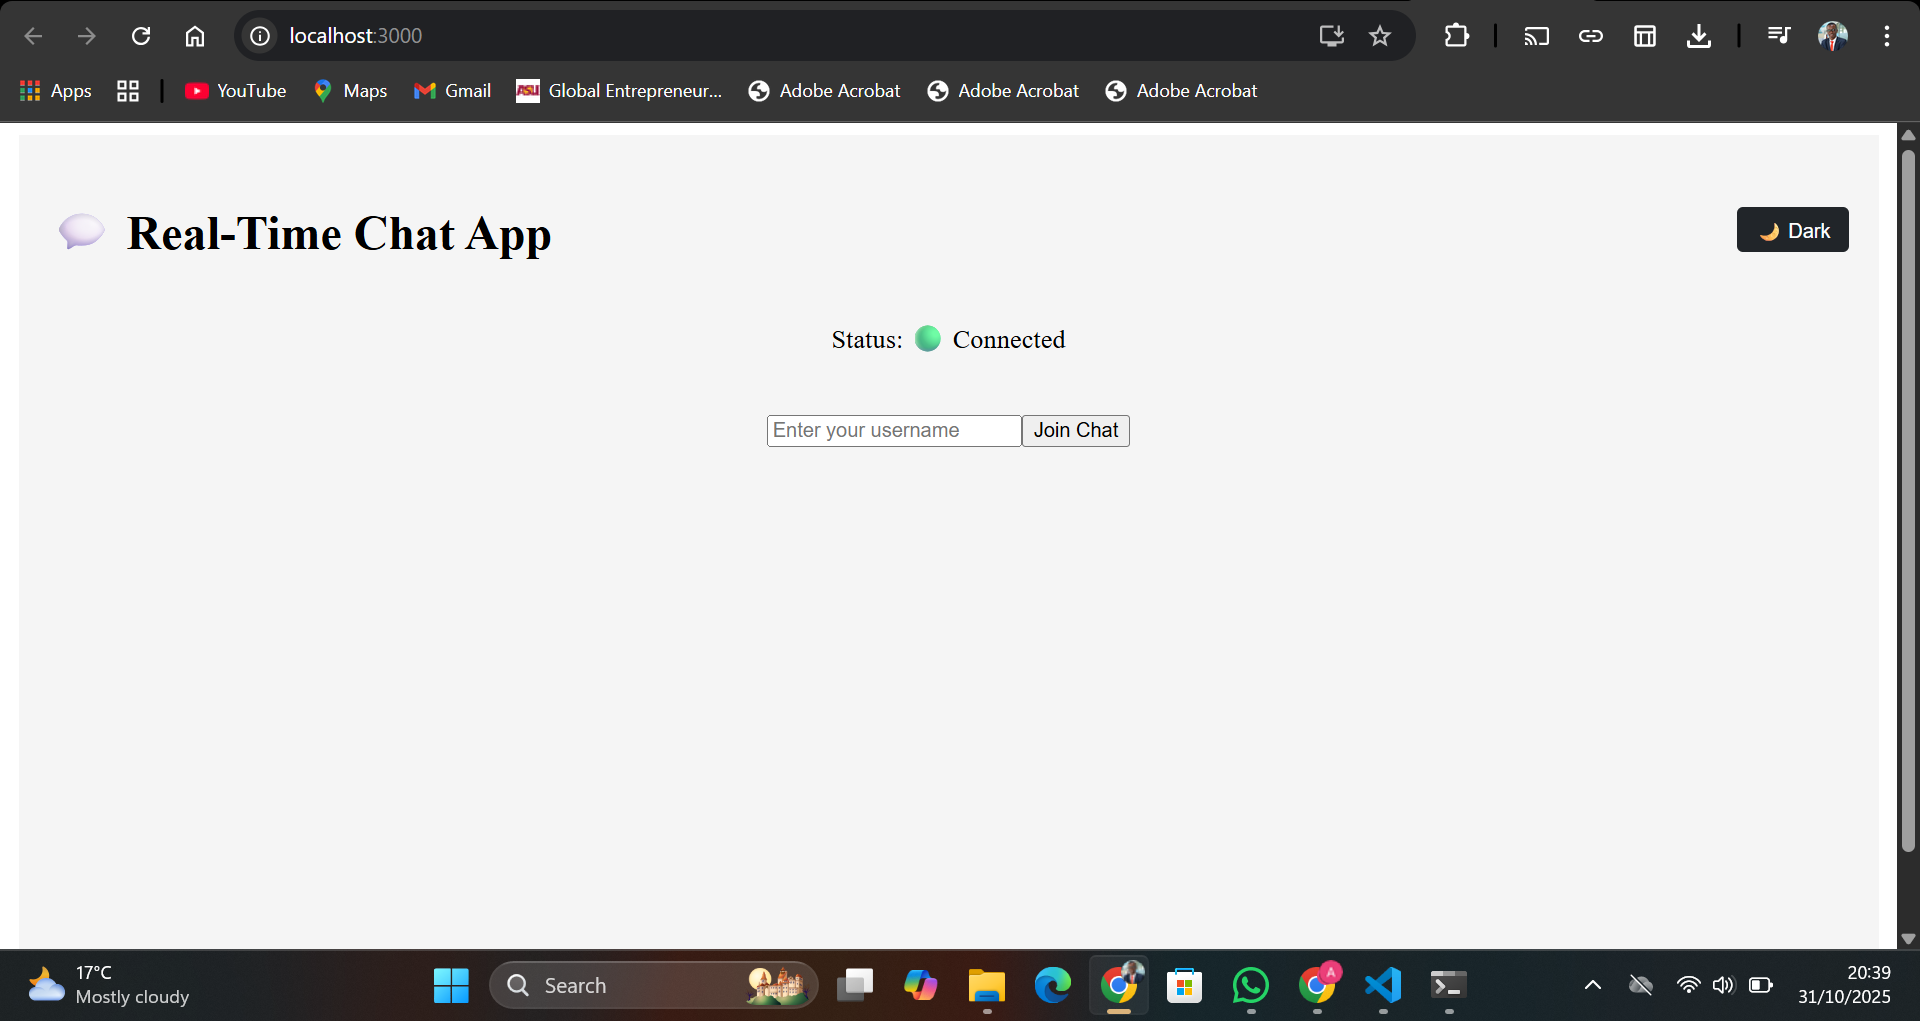 localhost:3000
Apps YouTube Maps Gmail ASU Global Entrepreneur... Adobe Acrobat Adobe Acrobat Adobe Acrobat
Real-Time Chat App
🌙 Dark
Status: 🟢 Connected
Enter your username Join Chat
17°C
Mostly cloudy
Search
A
20:39
31/10/2025